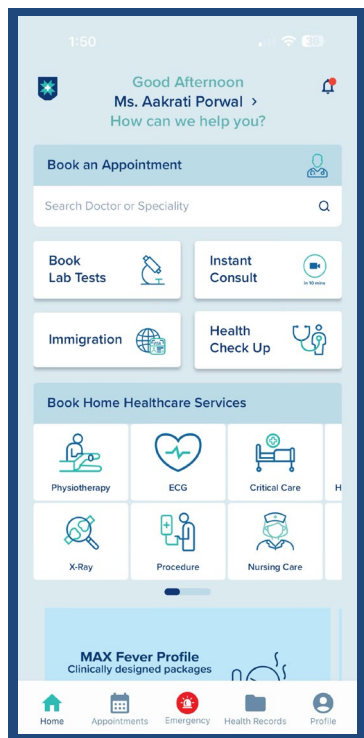 1:50
38
Good Afternoon
Ms. Aakrati Porwal >
How can we help you?
Book an Appointment
Search Doctor or Speciality
Book
Lab Tests
Instant
Consult
In 10 mins
Immigration
Health
Check Up
Book Home Healthcare Services
Physiotherapy
ECG
Critical Care
H
X-Ray
Procedure
Nursing Care
MAX Fever Profile
Clinically designed packages
Home
Appointments
Emergency
Health Records
Profile